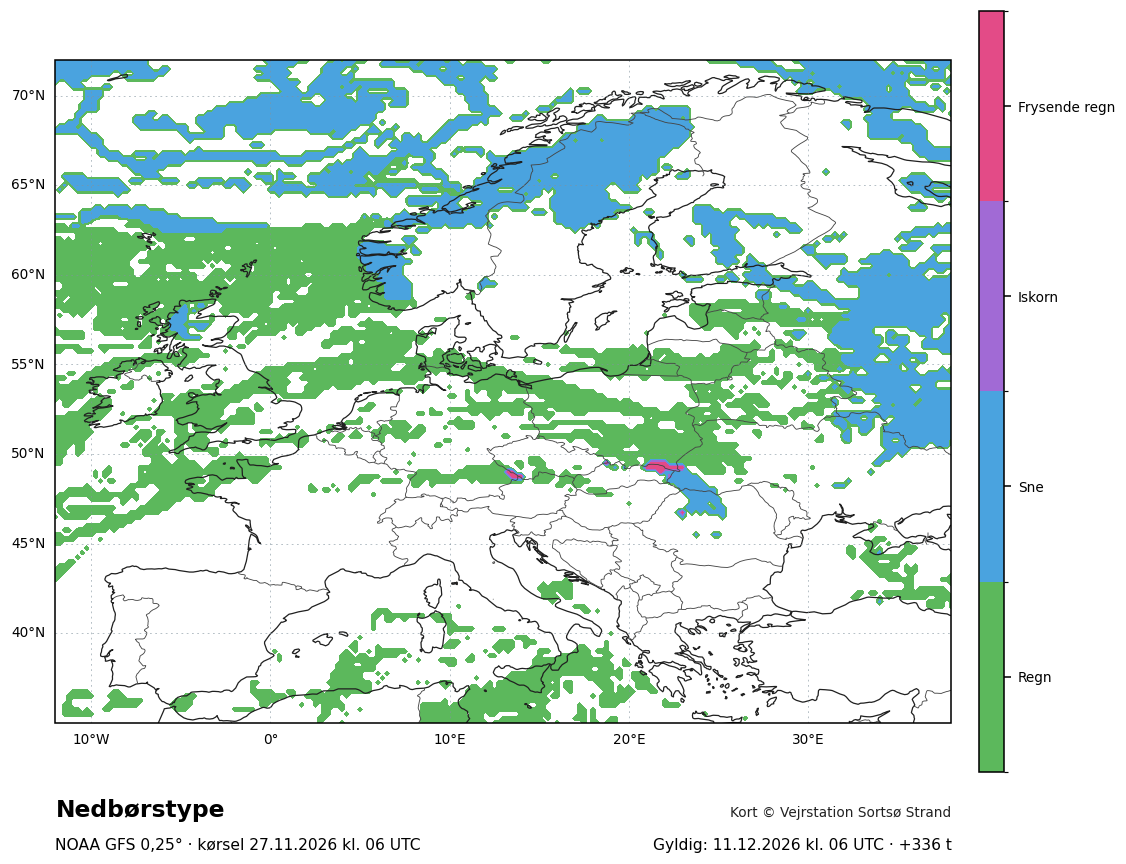 70°N
65°N
60°N
55°N
50°N
45°N
40°N
10°W
0°
10°E
20°E
30°E
Frysende regn
Iskorn
Sne
Regn
Nedbørstype
Kort © Vejrstation Sortsø Strand
NOAA GFS 0,25° · kørsel 27.11.2026 kl. 06 UTC
Gyldig: 11.12.2026 kl. 06 UTC · +336 t